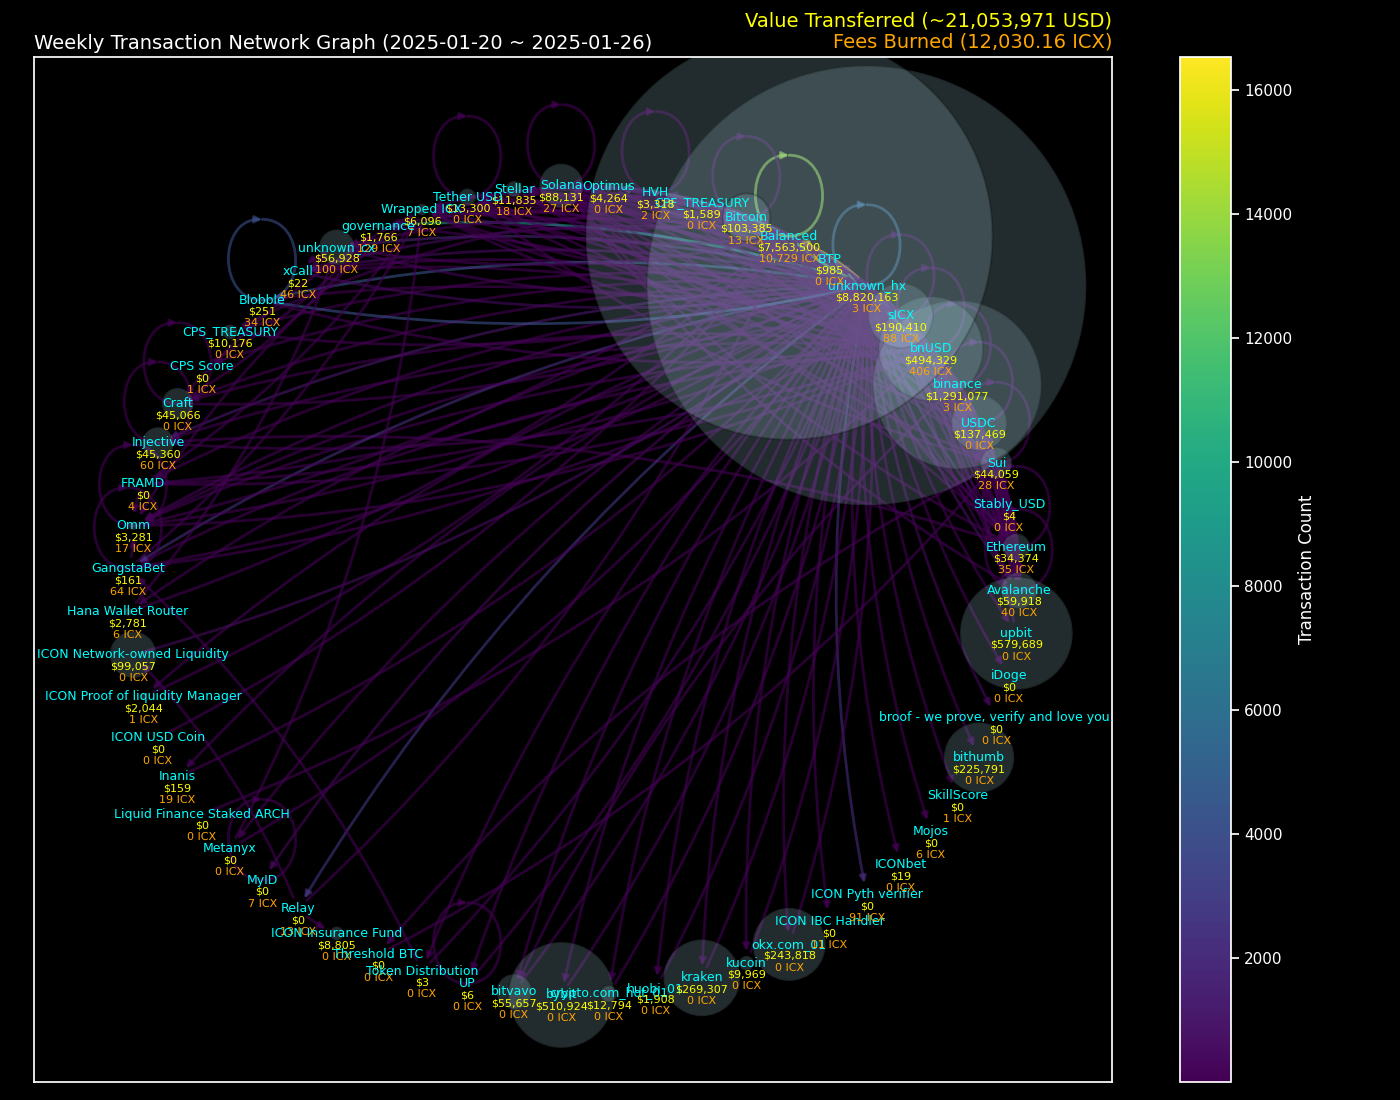 Value Transferred (~21,053,971 USD)
Weekly Transaction Network Graph (2025-01-20 ~ 2025-01-26)
Fees Burned (12,030.16 ICX)
Tether USD
$13,300
0 ICX
Stellar
$11,835
18 ICX
Solana
$88,131
27 ICX
Optimus
$4,264
0 ICX
HVH
$3,318
2 ICX
TREASURY
$1,589
0 ICX
Bitcoin
$103,385
13 ICX
Balanced
$7,563,500
10,729 ICX
BTP
$985
0 ICX
unknown_hx
$8,820,163
3 ICX
sICX
$190,410
88 ICX
bnUSD
$494,329
406 ICX
binance
$1,291,077
3 ICX
USDC
$137,469
0 ICX
Sui
$44,059
28 ICX
Stably_USD
$4
0 ICX
Ethereum
$34,374
35 ICX
Avalanche
$59,918
40 ICX
upbit
$579,689
0 ICX
iDoge
$0
0 ICX
broof - we prove, verify and love you
$0
0 ICX
bithumb
$225,791
0 ICX
SkillScore
$0
1 ICX
Mojos
$0
6 ICX
ICONbet
$19
0 ICX
ICON Pyth verifier
$0
91 ICX
ICON IBC Handler
$0
ICX
okx.com_
$243,818
0 ICX
kucoin
$9,969
0 ICX
kraken
$269,307
0 ICX
huobi
$1,908
0 ICX
crypto.com_hot
$12,794
0 ICX
bybit
$510,924
0 ICX
bitvavo
$55,657
0 ICX
UP
$6
0 ICX
Token Distribution
$3
0 ICX
Threshold BTC
$0
0 ICX
ICON Insurance Fund
$8,805
0 ICX
Relay
$0
ICX
MyID
$0
7 ICX
Metanyx
$0
0 ICX
Liquid Finance Staked ARCH
$0
0 ICX
Inanis
$159
19 ICX
ICON USD Coin
$0
0 ICX
ICON Proof of liquidity Manager
$2,044
1 ICX
ICON Network-owned Liquidity
$99,057
0 ICX
Hana Wallet Router
$2,781
6 ICX
GangstaBet
$161
64 ICX
Omm
$3,281
17 ICX
FRAMD
$0
4 ICX
Injective
$45,360
60 ICX
Craft
$45,066
0 ICX
CPS Score
$0
1 ICX
CPS_TREASURY
$10,176
0 ICX
Blobble
$251
34 ICX
xCall
$22
46 ICX
unknown_cx
$56,928
100 ICX
governance
$1,766
129 ICX
Wrapped ICX
$6,096
7 ICX
16000
14000
12000
10000
8000
6000
4000
2000
Transaction Count